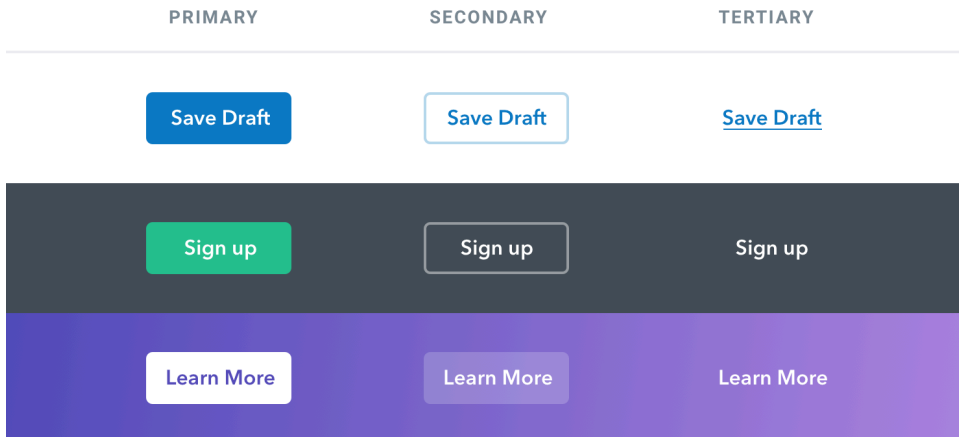 PRIMARY SECONDARY TERTIARY
Save Draft Save Draft Save Draft
Sign up Sign up Sign up
Learn More Learn More Learn More